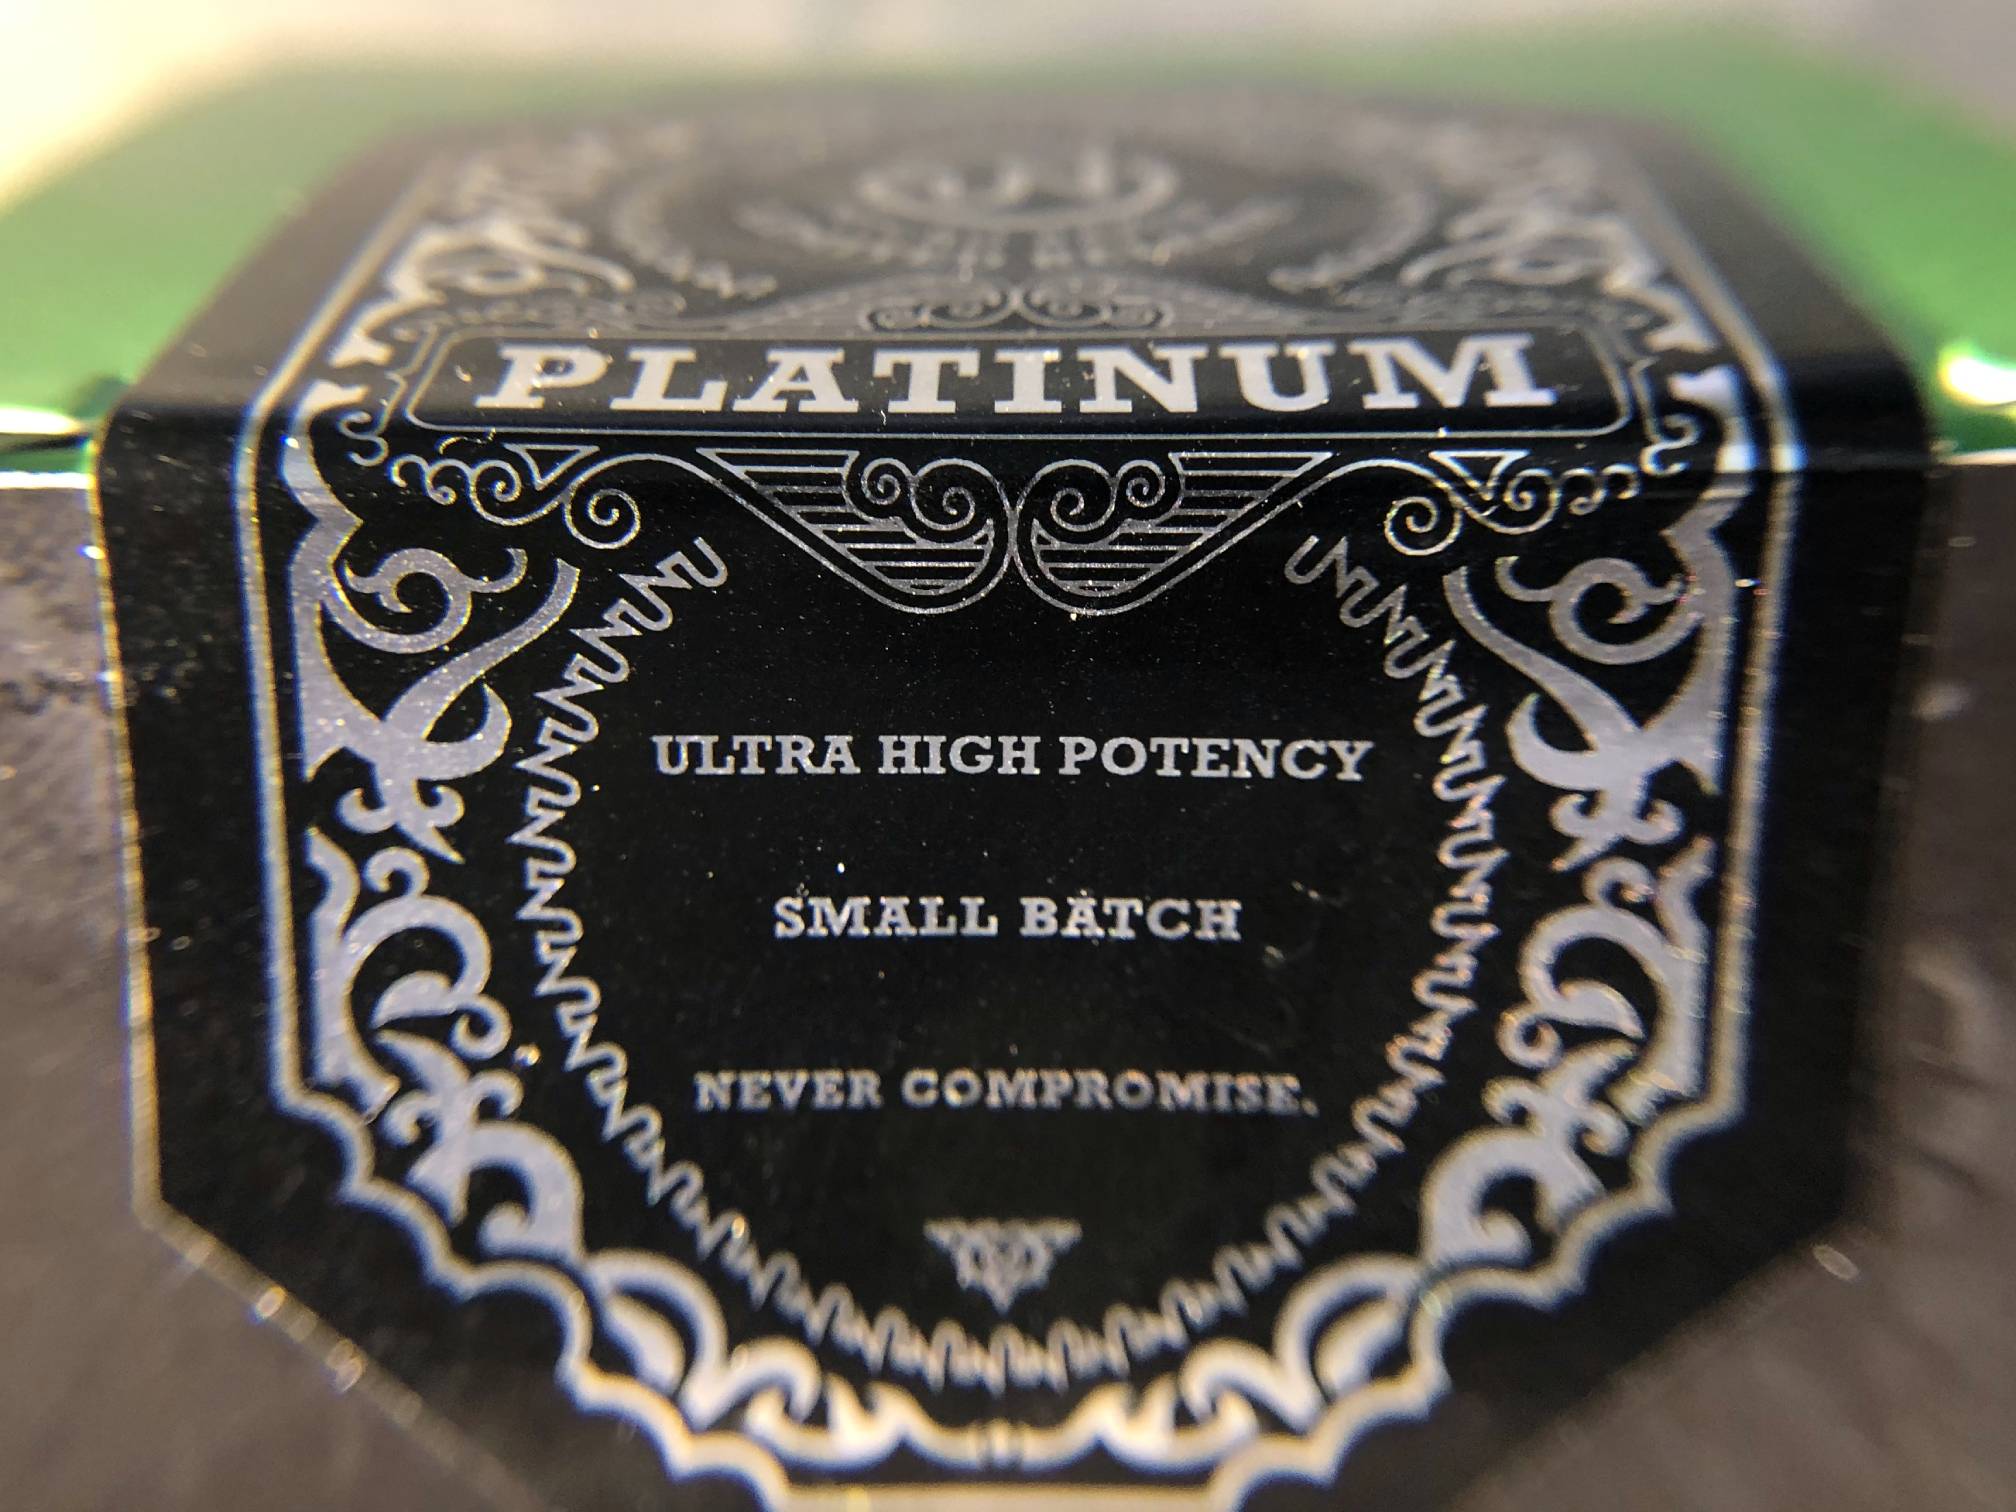 PLATINUM
ULTRA HIGH POTENCY
SMALL BATCH
NEVER COMPROMISE.